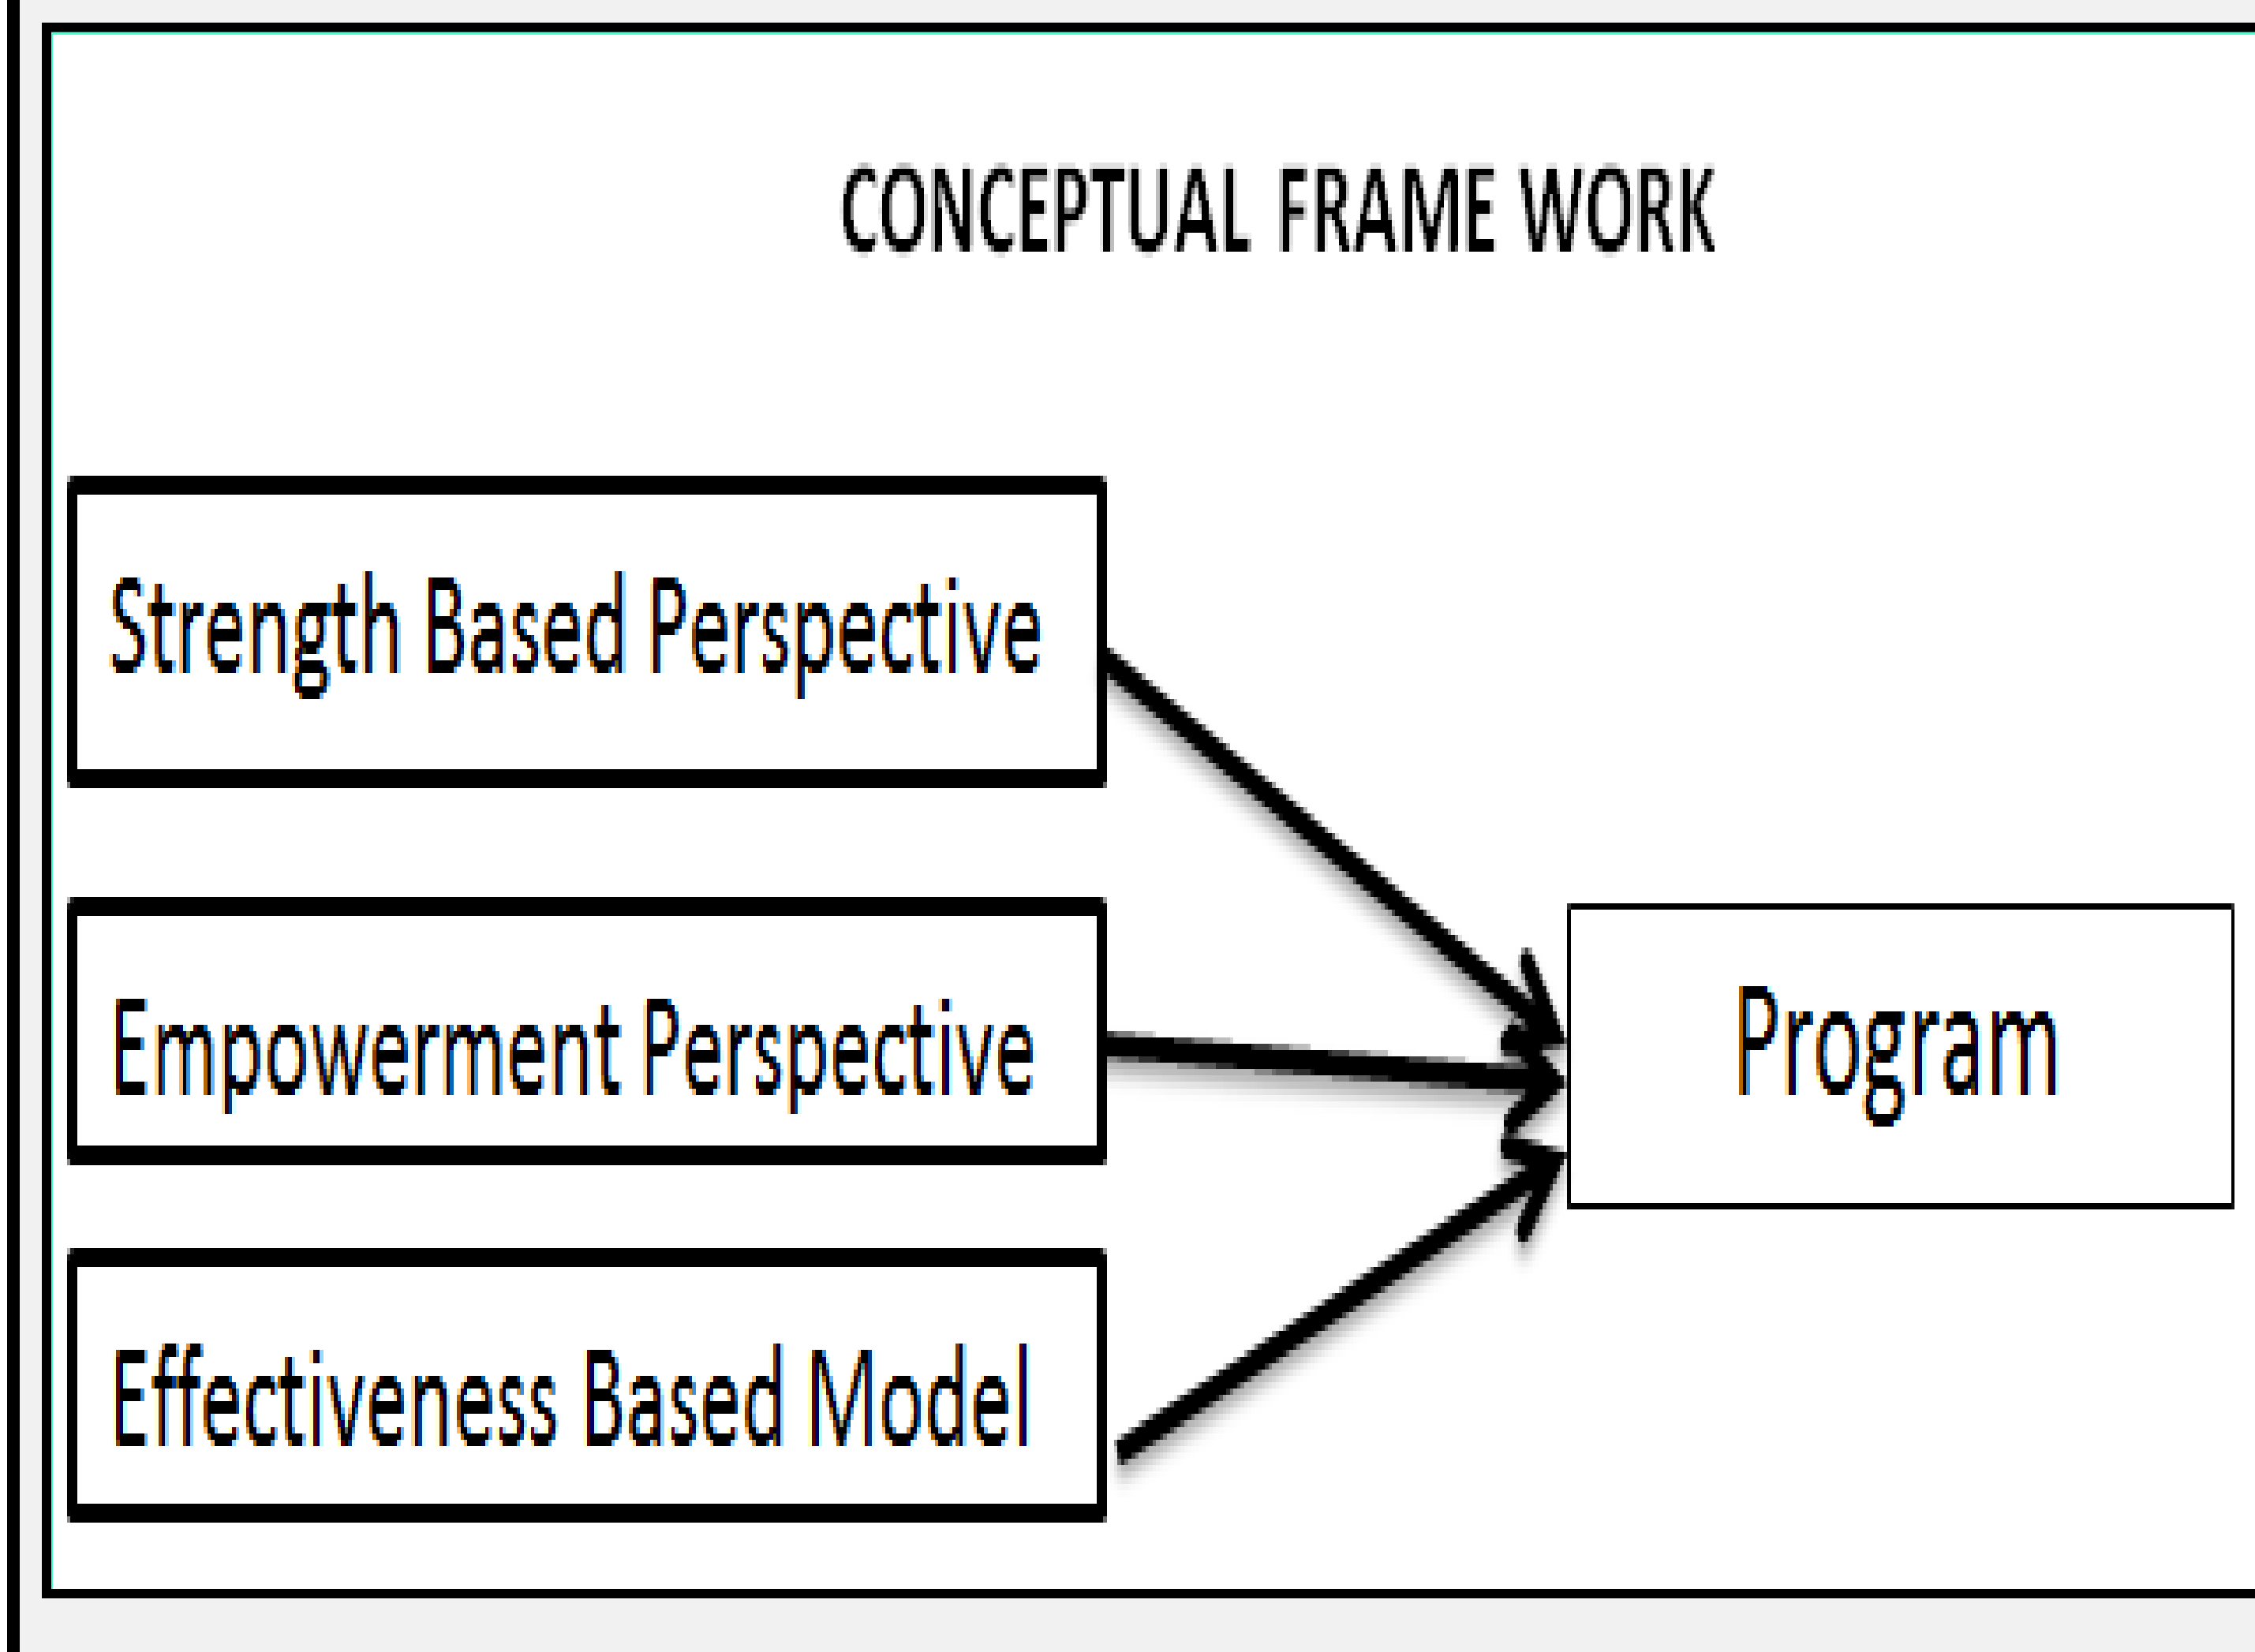 CONCEPTUAL FRAME WORK
Strength Based Perspective
Empowerment Perspective
Program
Effectiveness Based Model